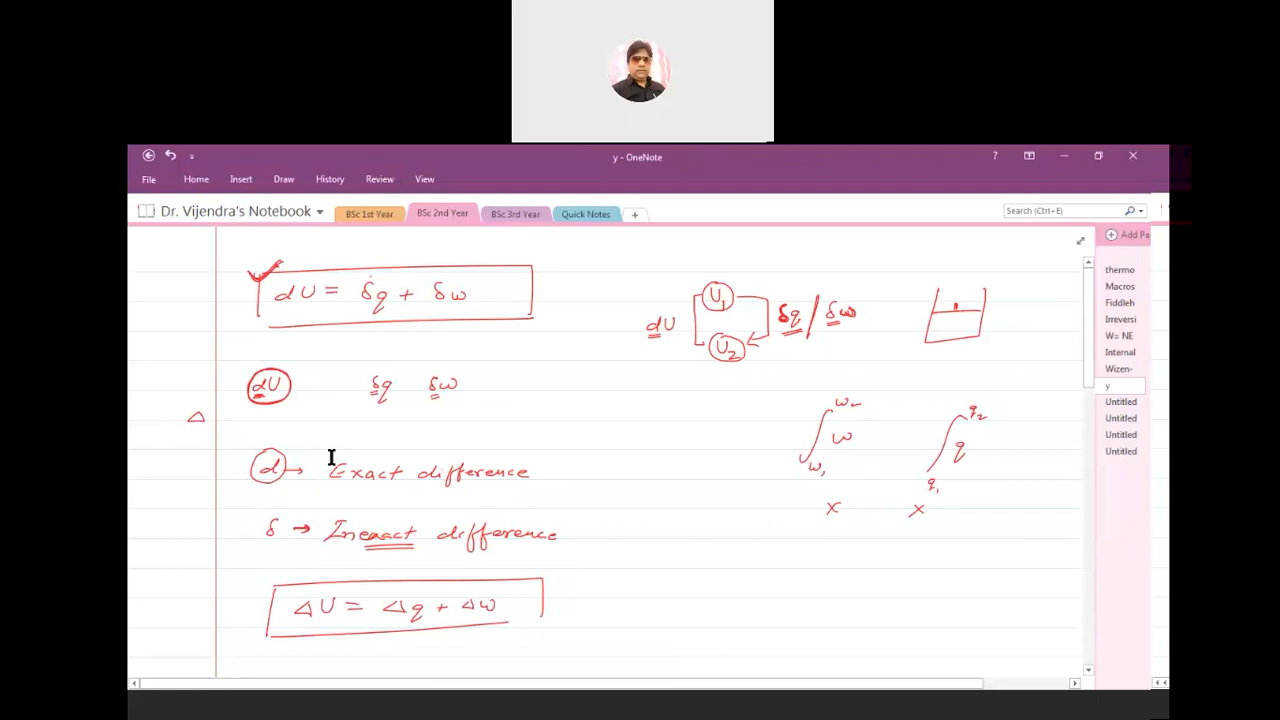 y - OneNote
?
File Home Insert Draw History Review View
Dr. Vijendra's Notebook BSc 1st Year BSc 2nd Year BSc 3rd Year Quick Notes + Search (Ctrl+E)
Add Pa
thermo
Macros
Fiddleh
Irreversi
W= NE
Internal
Wizen-
y
Untitled
Untitled
Untitled
Untitled
dU = δq + δw
dU U₁ U₂ δq / δw
dU δq δw
Δ
∫ w₁ w₂ w ∫ q₁ q₂ q
x x
d → Exact difference
δ → Inexact difference
ΔU = Δq + Δw